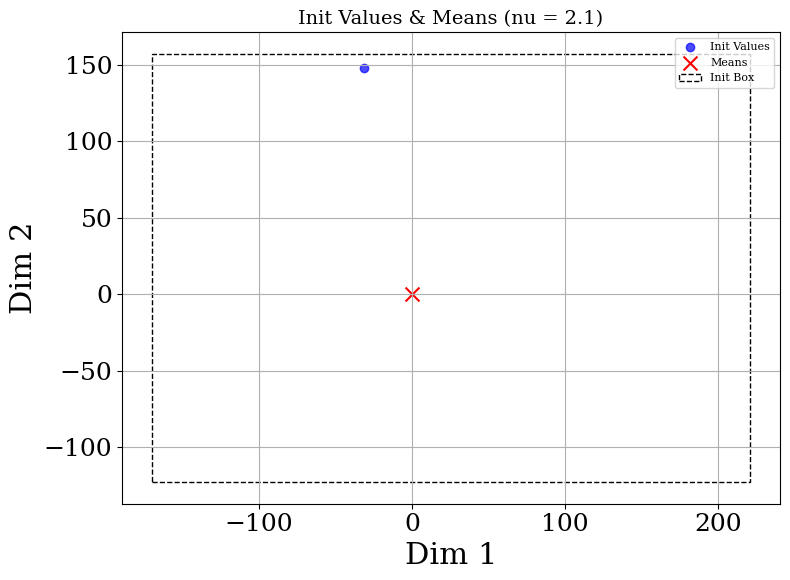 Init Values & Means (nu = 2.1)
Init Values
Means
Init Box
150
100
50
0
−50
−100
Dim 2
−100
0
100
200
Dim 1